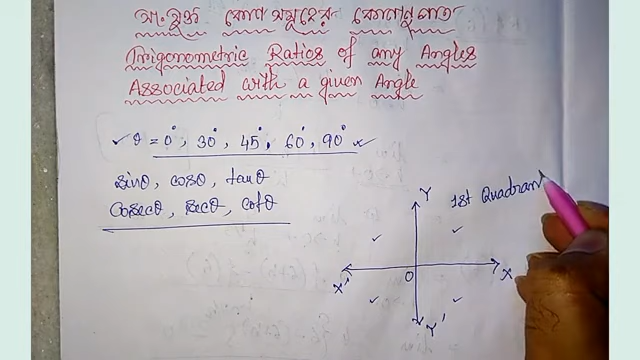 সংযুক্ত কোণ সমূহের কোণানুপাত
Trigonometric Ratios of any Angles
Associated with a given Angle
✓ θ = 0°, 30°, 45°, 60°, 90°
sinθ, cosθ, tanθ
Cosecθ, secθ, cotθ
Y
1st Quadran
X'
O
X
Y'